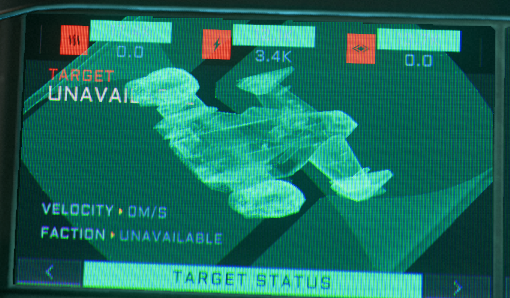 0.0
3.4K
0.0
TARGET
UNAVAIL
VELOCITY 0M/S
FACTION UNAVAILABLE
TARGET STATUS